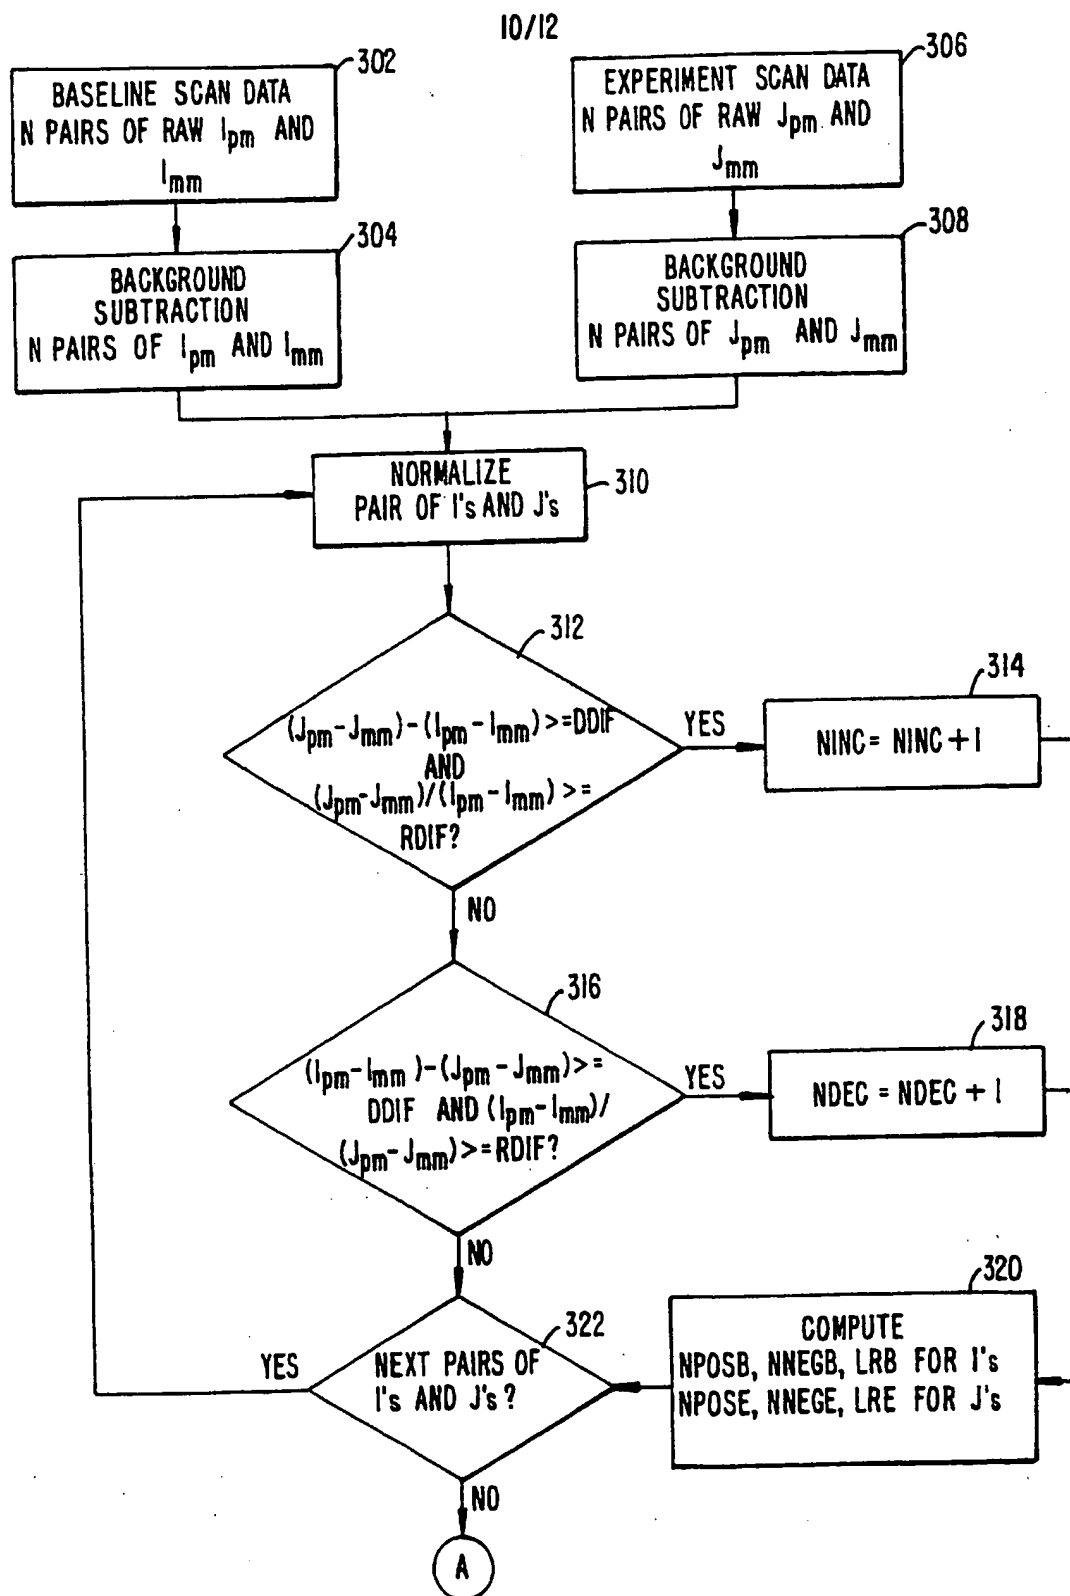 10/12
302
BASELINE SCAN DATA
N PAIRS OF RAW Ipm AND
Imm
306
EXPERIMENT SCAN DATA
N PAIRS OF RAW Jpm AND
Jmm
304
BACKGROUND
SUBTRACTION
N PAIRS OF Ipm AND Imm
308
BACKGROUND
SUBTRACTION
N PAIRS OF Jpm AND Jmm
NORMALIZE
PAIR OF I's AND J's
310
312
(Jpm-Jmm)-(Ipm-Imm)>=DDIF
AND
(Jpm-Jmm)/(Ipm-Imm)>=
RDIF?
YES
314
NINC= NINC+1
NO
316
(Ipm-Imm)-(Jpm-Jmm)>=
DDIF AND (Ipm-Imm)/
(Jpm-Jmm)>=RDIF?
YES
318
NDEC = NDEC + 1
NO
322
NEXT PAIRS OF
I's AND J's?
YES
320
COMPUTE
NPOSB, NNEGB, LRB FOR I's
NPOSE, NNEGE, LRE FOR J's
NO
A